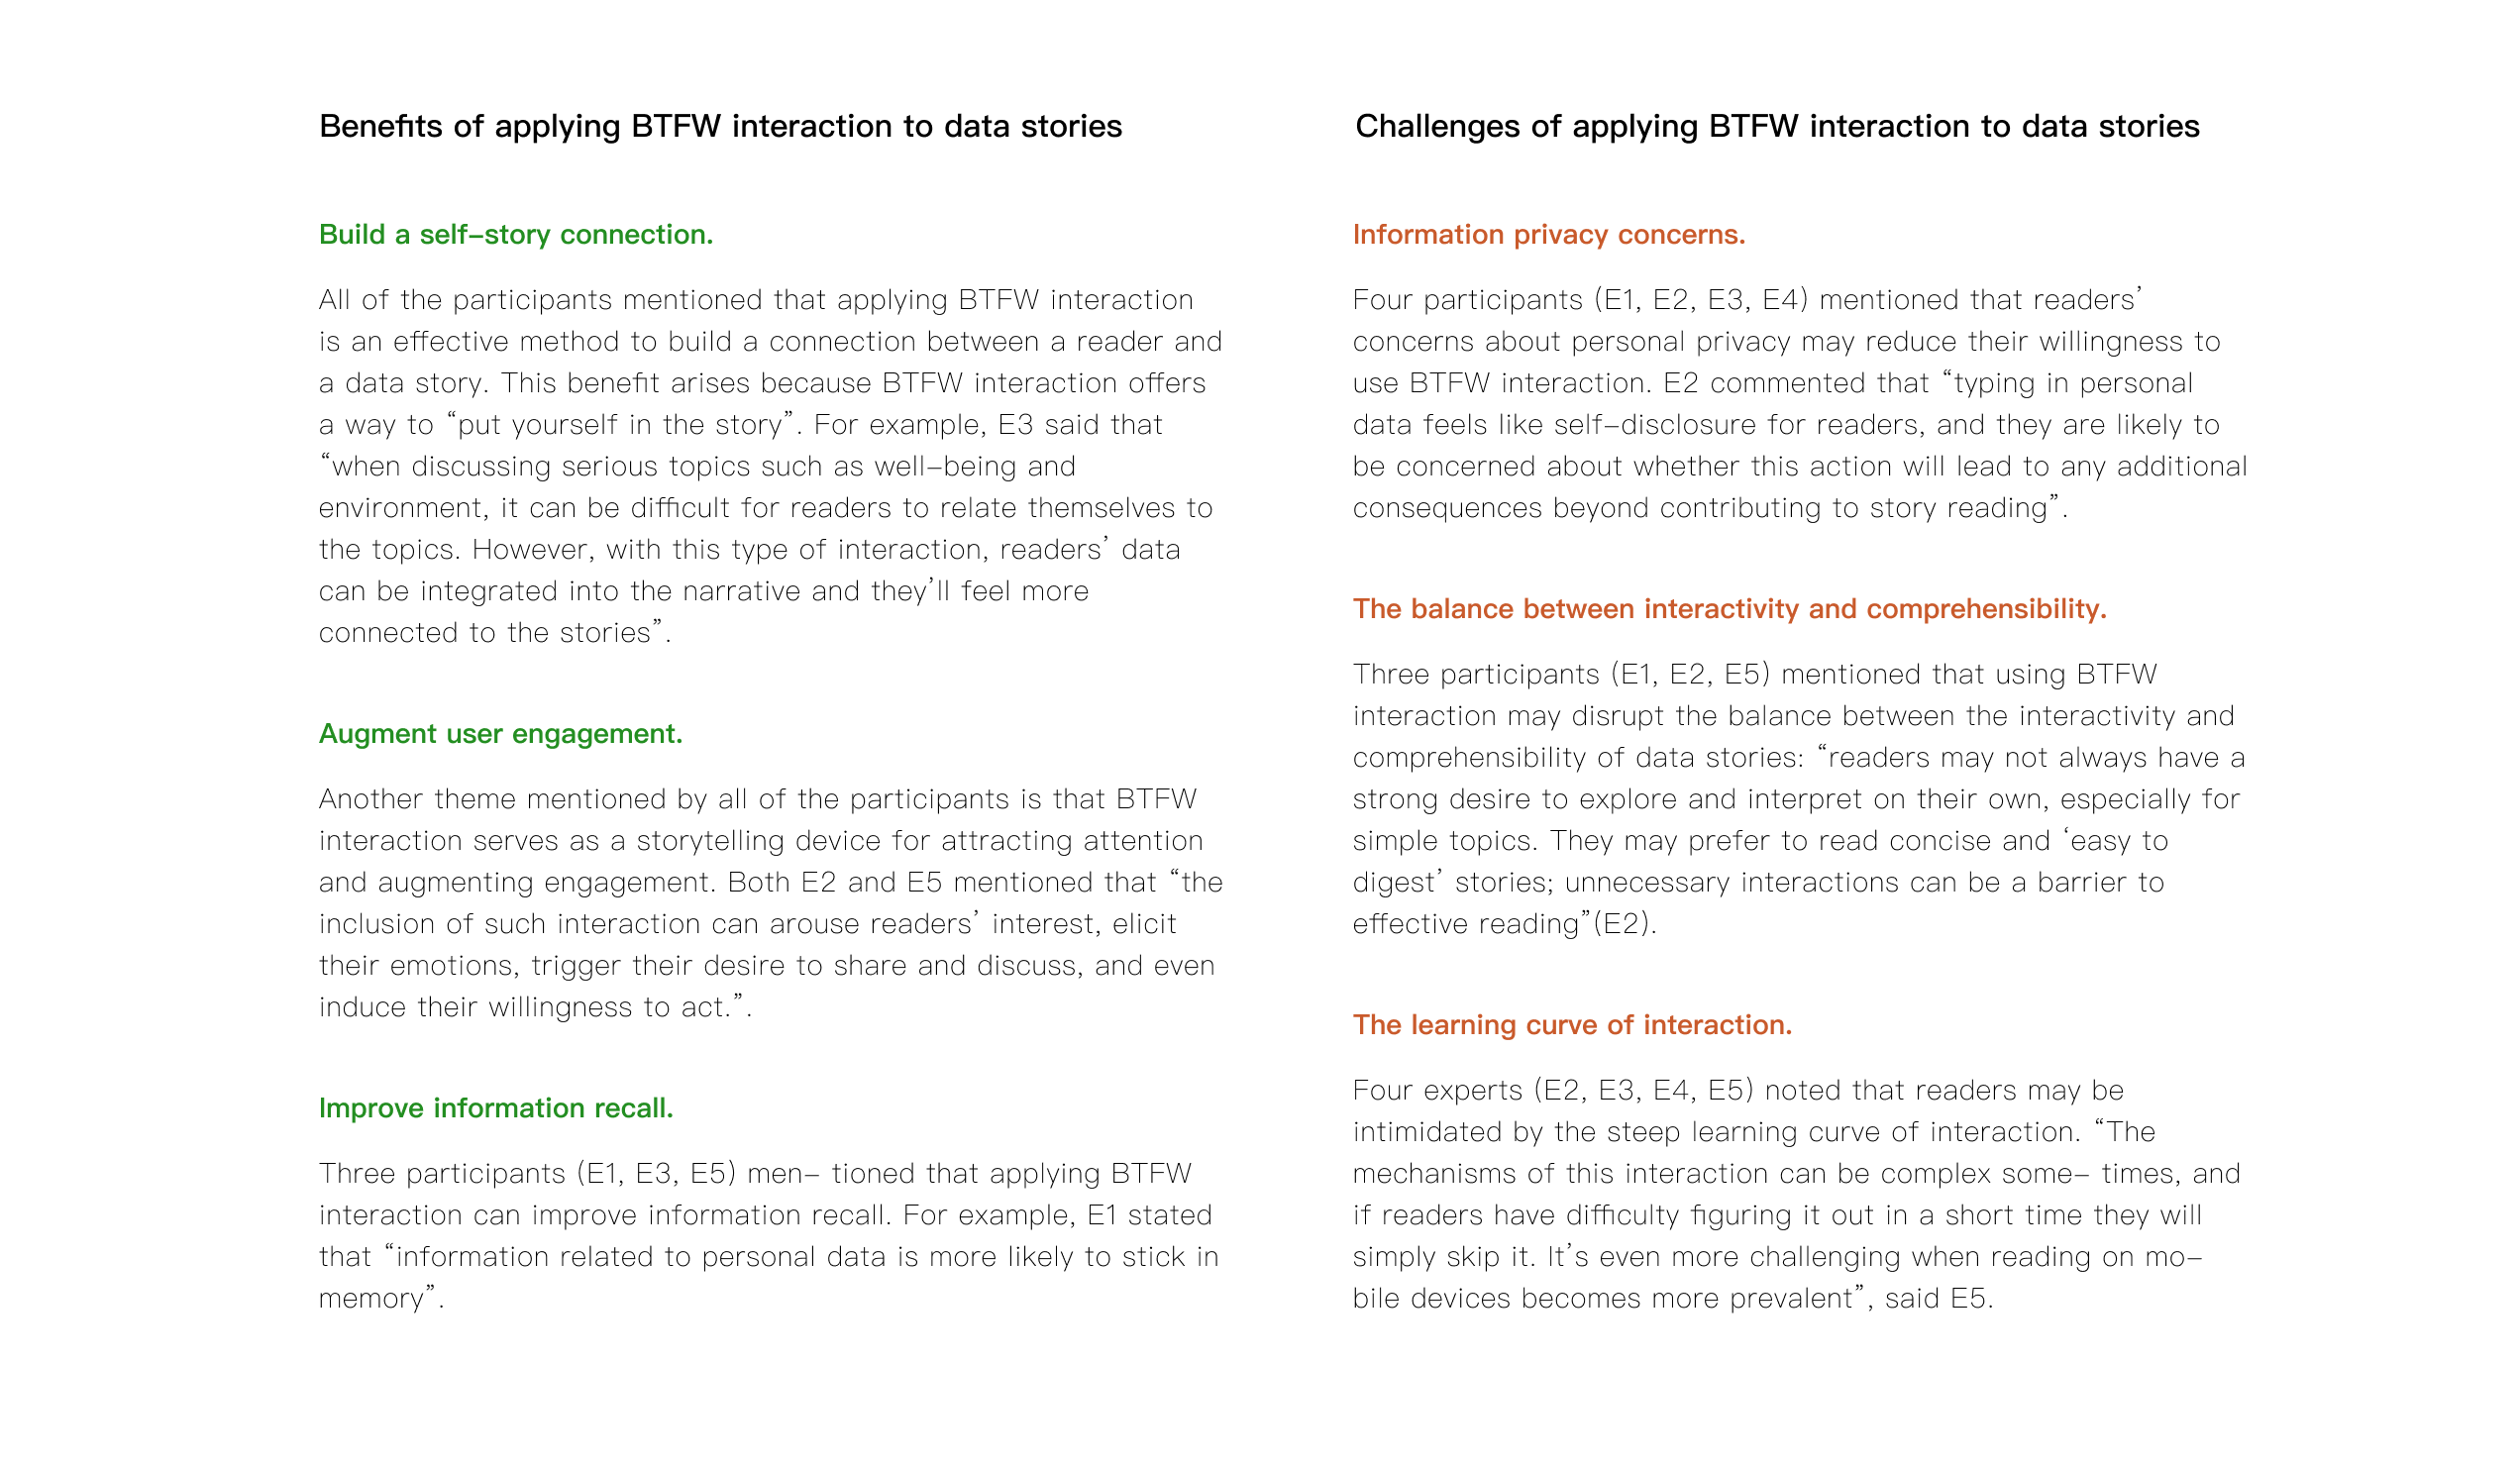 Benefits of applying BTFW interaction to data stories
Build a self-story connection.
All of the participants mentioned that applying BTFW interaction
is an effective method to build a connection between a reader and
a data story. This benefit arises because BTFW interaction offers
a way to “put yourself in the story”. For example, E3 said that
“when discussing serious topics such as well-being and
environment, it can be difficult for readers to relate themselves to
the topics. However, with this type of interaction, readers’ data
can be integrated into the narrative and they’ll feel more
connected to the stories”.
Augment user engagement.
Another theme mentioned by all of the participants is that BTFW
interaction serves as a storytelling device for attracting attention
and augmenting engagement. Both E2 and E5 mentioned that “the
inclusion of such interaction can arouse readers’ interest, elicit
their emotions, trigger their desire to share and discuss, and even
induce their willingness to act.”.
Improve information recall.
Three participants (E1, E3, E5) men- tioned that applying BTFW
interaction can improve information recall. For example, E1 stated
that “information related to personal data is more likely to stick in
memory”.
Challenges of applying BTFW interaction to data stories
Information privacy concerns.
Four participants (E1, E2, E3, E4) mentioned that readers’
concerns about personal privacy may reduce their willingness to
use BTFW interaction. E2 commented that “typing in personal
data feels like self-disclosure for readers, and they are likely to
be concerned about whether this action will lead to any additional
consequences beyond contributing to story reading”.
The balance between interactivity and comprehensibility.
Three participants (E1, E2, E5) mentioned that using BTFW
interaction may disrupt the balance between the interactivity and
comprehensibility of data stories: “readers may not always have a
strong desire to explore and interpret on their own, especially for
simple topics. They may prefer to read concise and ‘easy to
digest’ stories; unnecessary interactions can be a barrier to
effective reading”(E2).
The learning curve of interaction.
Four experts (E2, E3, E4, E5) noted that readers may be
intimidated by the steep learning curve of interaction. “The
mechanisms of this interaction can be complex some- times, and
if readers have difficulty figuring it out in a short time they will
simply skip it. It’s even more challenging when reading on mo-
bile devices becomes more prevalent”, said E5.